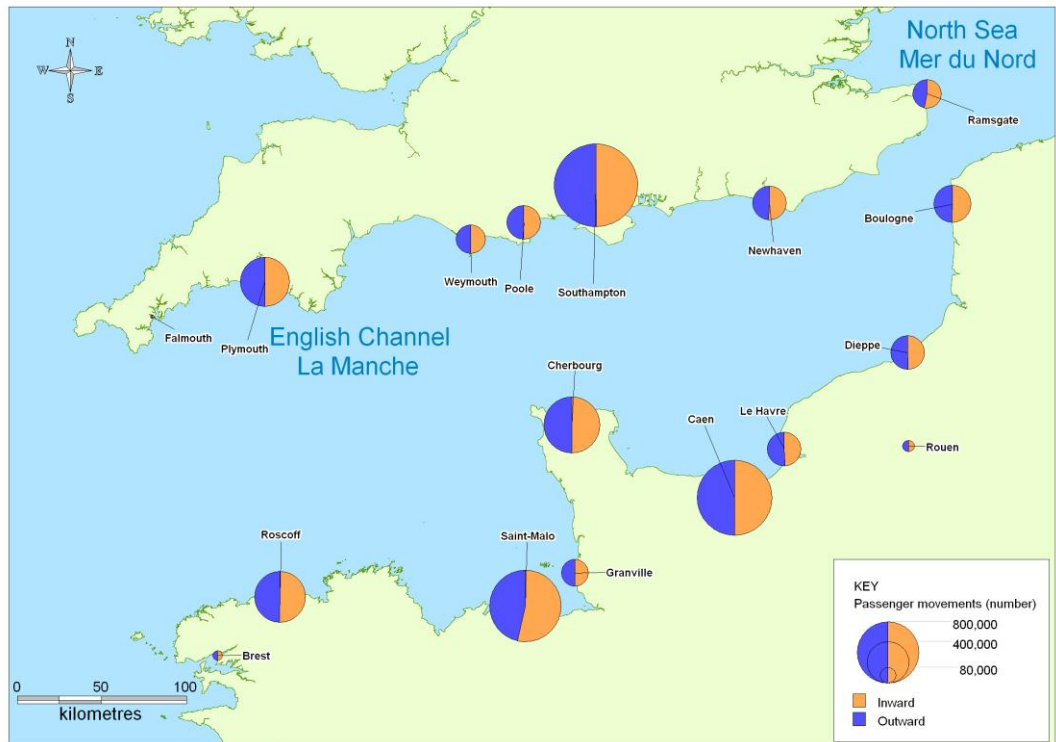 North Sea
Mer du Nord
N
W E
S
Ramsgate
Boulogne
Newhaven
Weymouth
Poole
Southampton
Falmouth
Plymouth
English Channel
La Manche
Dieppe
Cherbourg
Le Havre
Caen
Rouen
Roscoff
Saint-Malo
Granville
Brest
0 50 100
kilometres
KEY
Passenger movements (number)
800,000
400,000
80,000
Inward
Outward